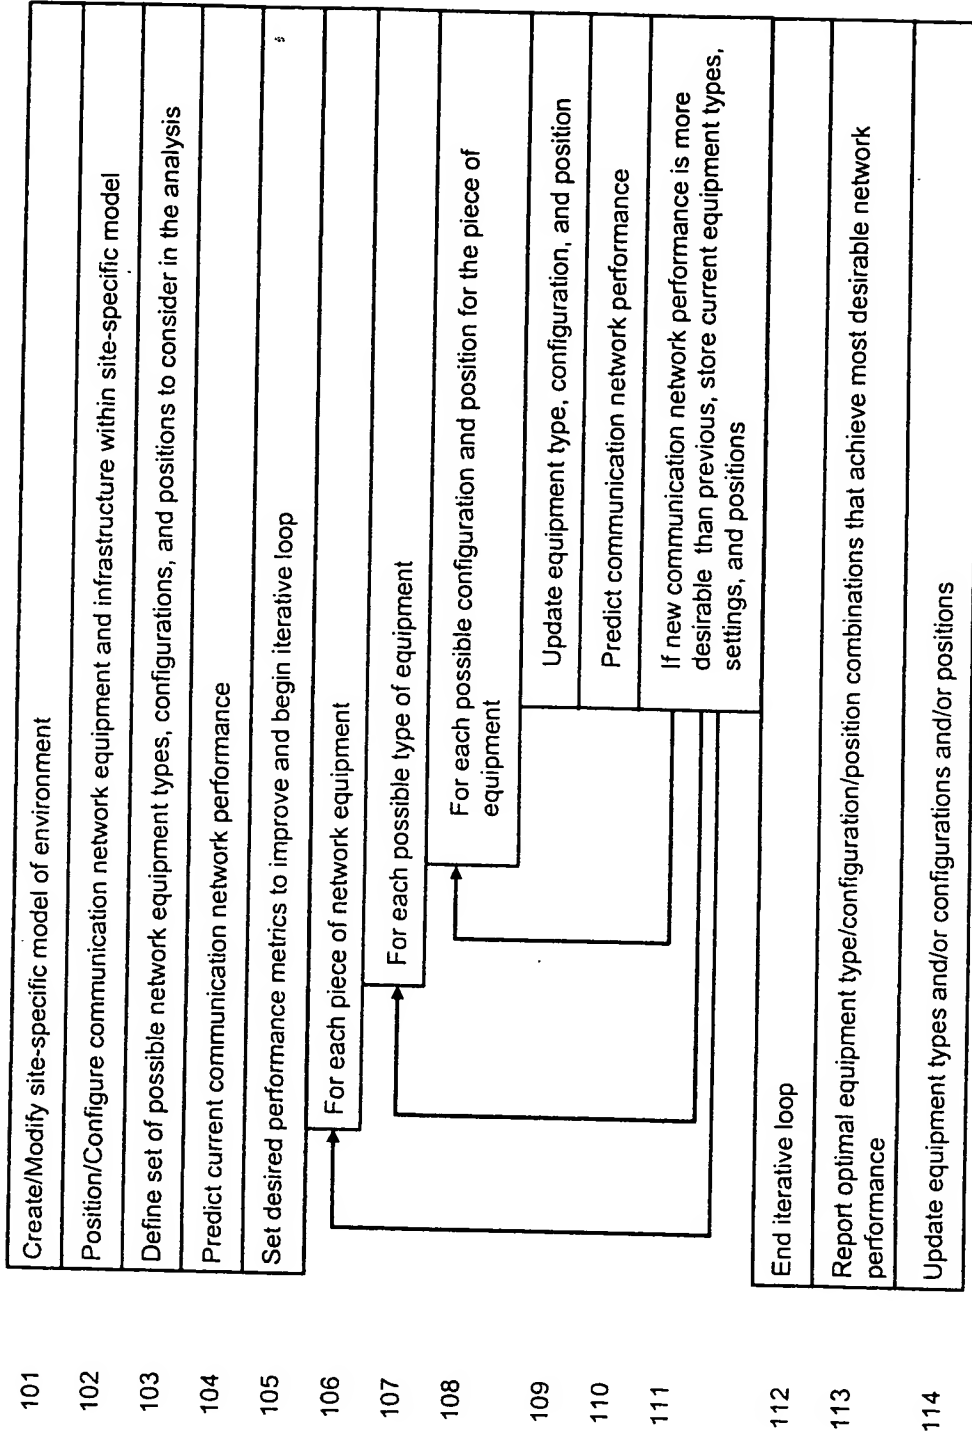 101 Create/Modify site-specific model of environment
102 Position/Configure communication network equipment and infrastructure within site-specific model
103 Define set of possible network equipment types, configurations, and positions to consider in the analysis
104 Predict current communication network performance
105 Set desired performance metrics to improve and begin iterative loop
106 For each piece of network equipment
107 For each possible type of equipment
108 For each possible configuration and position for the piece of
equipment
109 Update equipment type, configuration, and position
110 Predict communication network performance
111 If new communication network performance is more
desirable than previous, store current equipment types,
settings, and positions
112 End iterative loop
113 Report optimal equipment type/configuration/position combinations that achieve most desirable network
performance
114 Update equipment types and/or configurations and/or positions